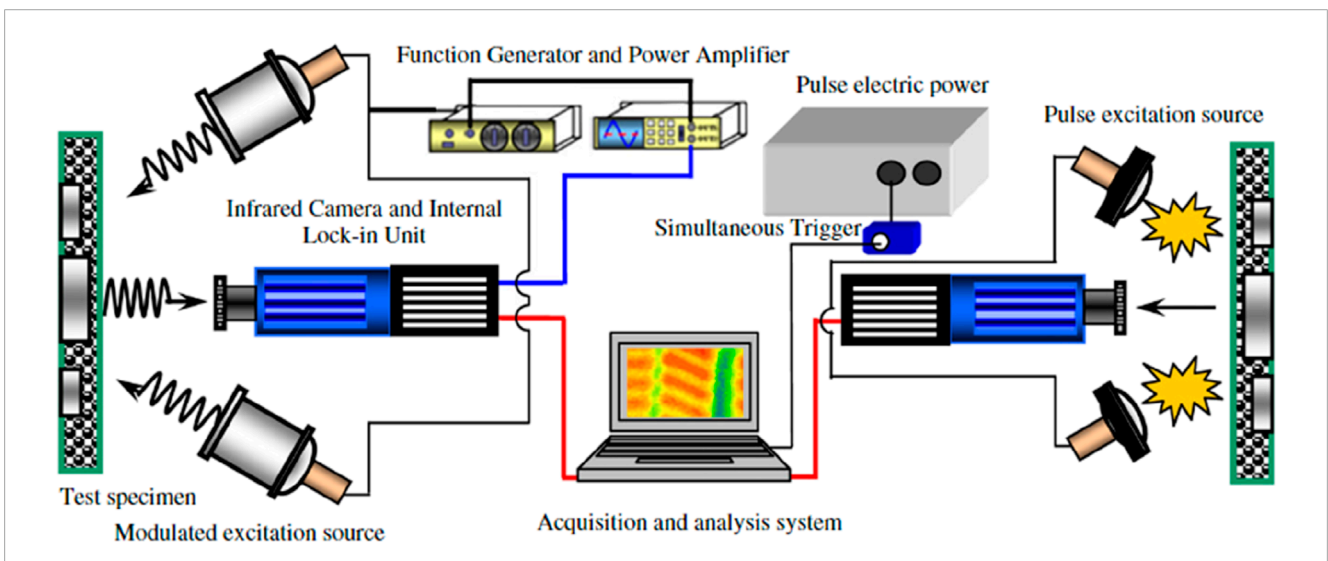 Function Generator and Power Amplifier
Pulse electric power
Pulse excitation source
Infrared Camera and Internal
Lock-in Unit
Simultaneous Trigger
Test specimen
Modulated excitation source
Acquisition and analysis system